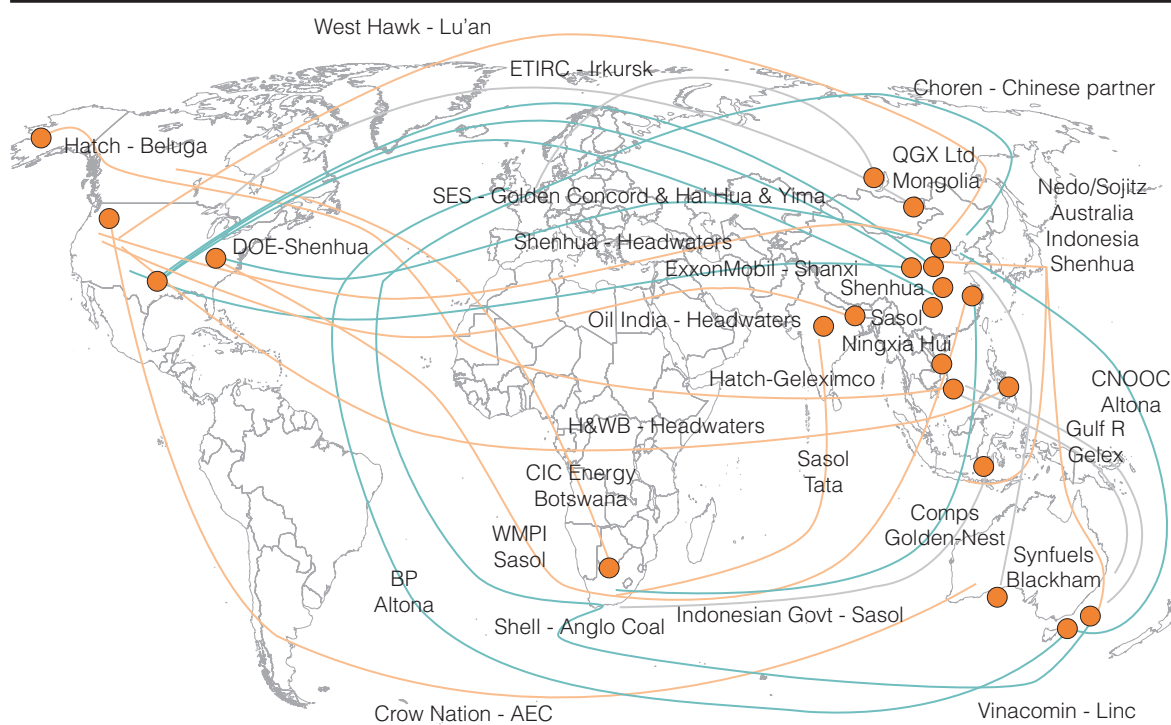 West Hawk - Lu'an
ETIRC - Irkursk
Choren - Chinese partner
Hatch - Beluga
QGX Ltd
Mongolia
Nedo/Sojitz
Australia
Indonesia
Shenhua
SES - Golden Concord & Hai Hua & Yima
DOE-Shenhua
Shenhua - Headwaters
ExxonMobil - Shanxi
Shenhua
Oil India - Headwaters
Sasol
Ningxia Hui
Hatch-Geleximco
CNOOC
Altona
H&WB - Headwaters
Gulf R
Gelex
CIC Energy
Botswana
Sasol
Tata
WMPI
Sasol
Comps
Golden-Nest
BP
Altona
Synfuels
Blackham
Indonesian Govt - Sasol
Shell - Anglo Coal
Crow Nation - AEC
Vinacomin - Linc